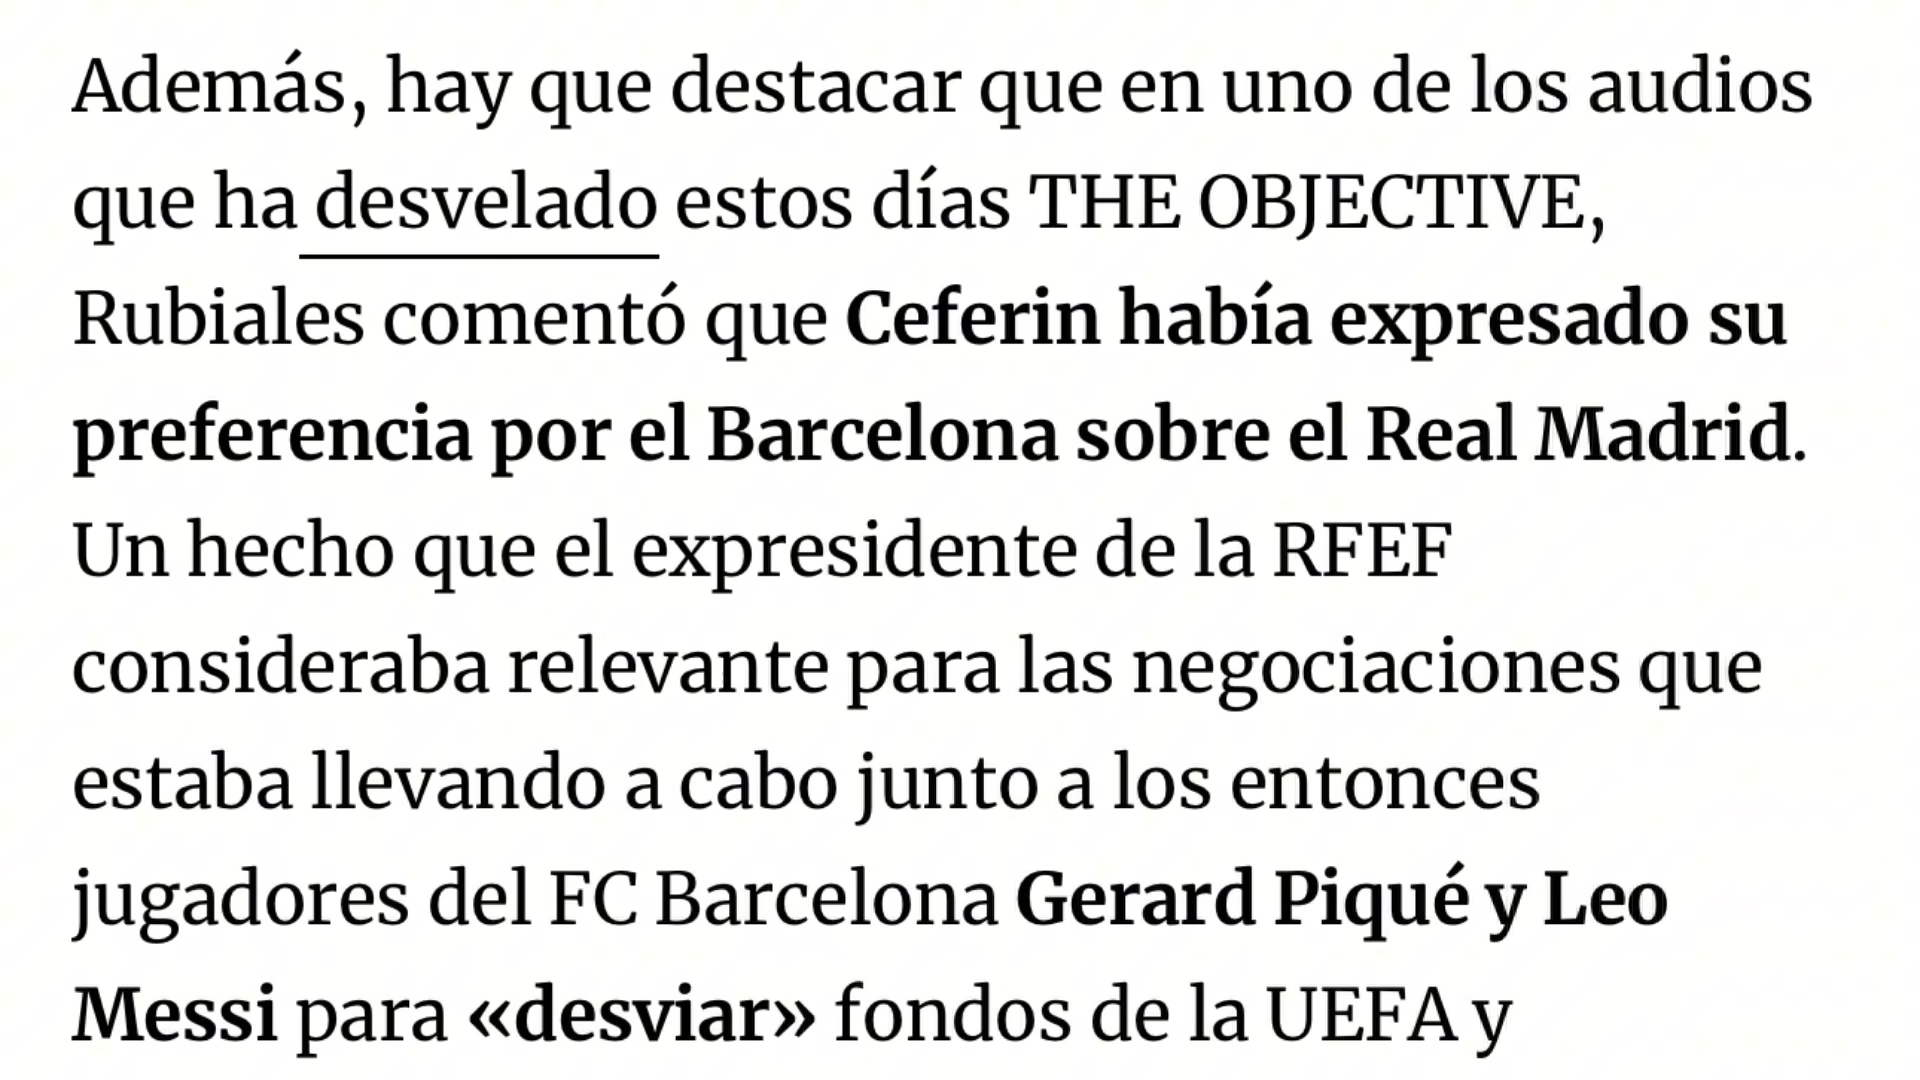 Además, hay que destacar que en uno de los audios
que ha desvelado estos días THE OBJECTIVE,
Rubiales comentó que Ceferin había expresado su
preferencia por el Barcelona sobre el Real Madrid.
Un hecho que el expresidente de la RFEF
consideraba relevante para las negociaciones que
estaba llevando a cabo junto a los entonces
jugadores del FC Barcelona Gerard Piqué y Leo
Messi para «desviar» fondos de la UEFA y